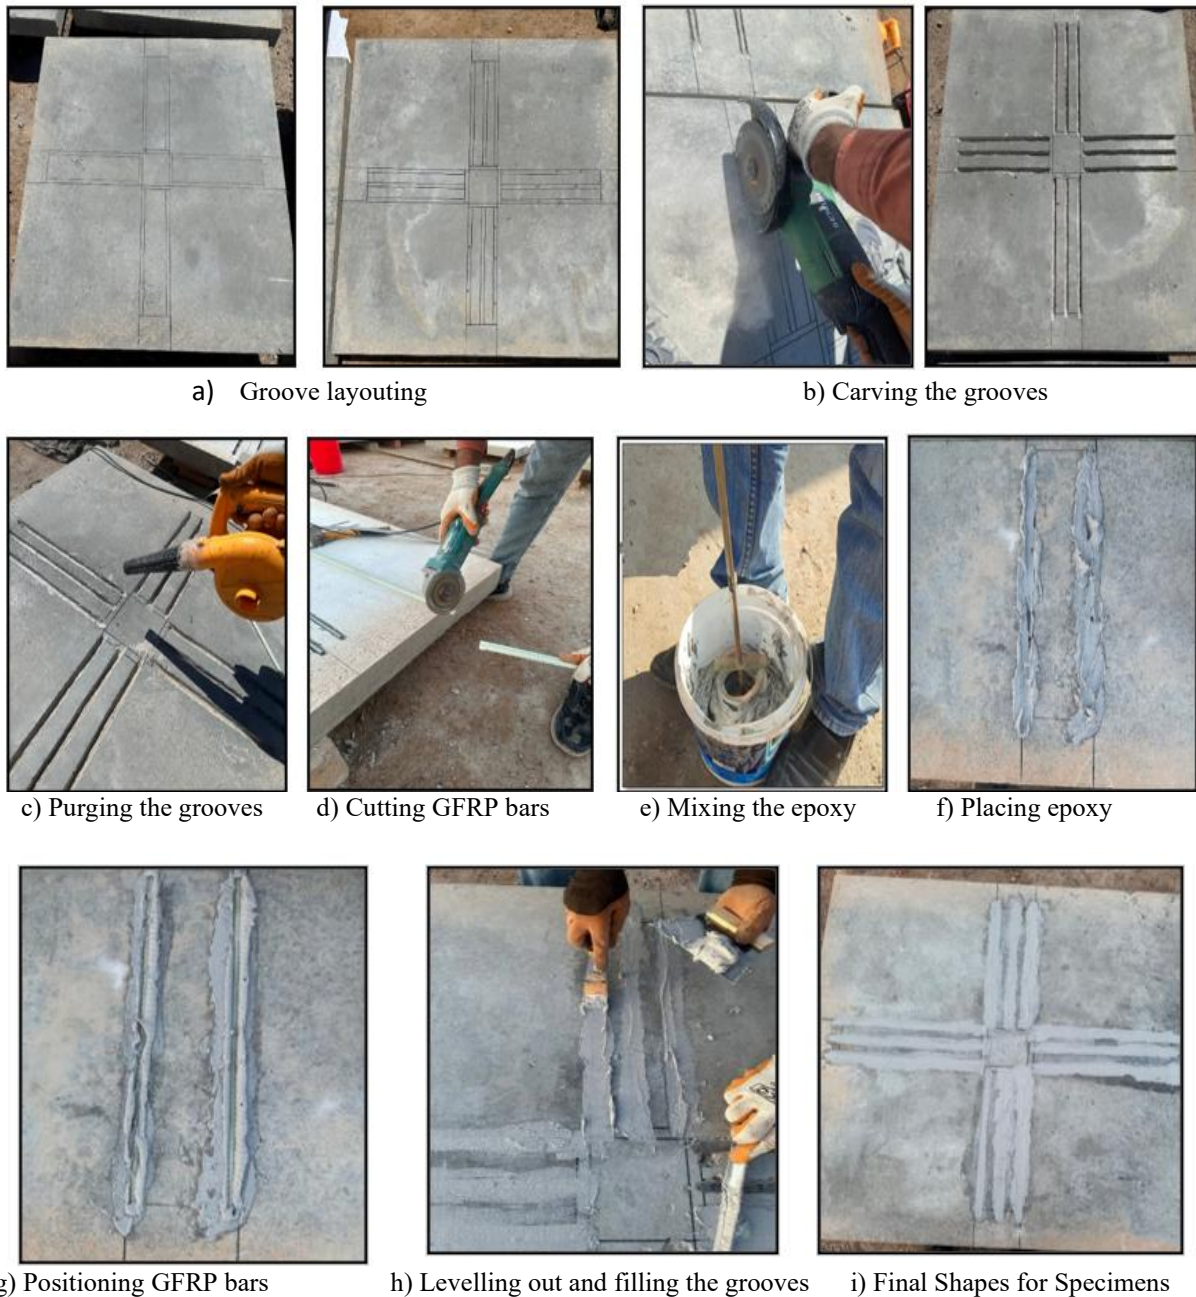 a) Groove layouting
b) Carving the grooves
c) Purging the grooves
d) Cutting GFRP bars
e) Mixing the epoxy
f) Placing epoxy
g) Positioning GFRP bars
h) Levelling out and filling the grooves
i) Final Shapes for Specimens